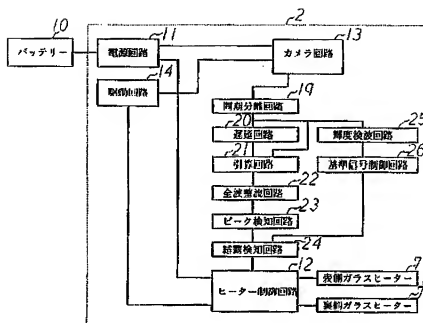 2
10
バッテリー
11
電源回路
13
カメラ回路
14
制御回路
19
同期分離回路
20
遅延回路
25
輝度検波回路
21
引算回路
26
基準信号制御回路
22
全波整流回路
23
ピーク検知回路
24
結露検知回路
12
ヒーター制御回路
7
表側ガラスヒーター
7
裏側ガラスヒーター